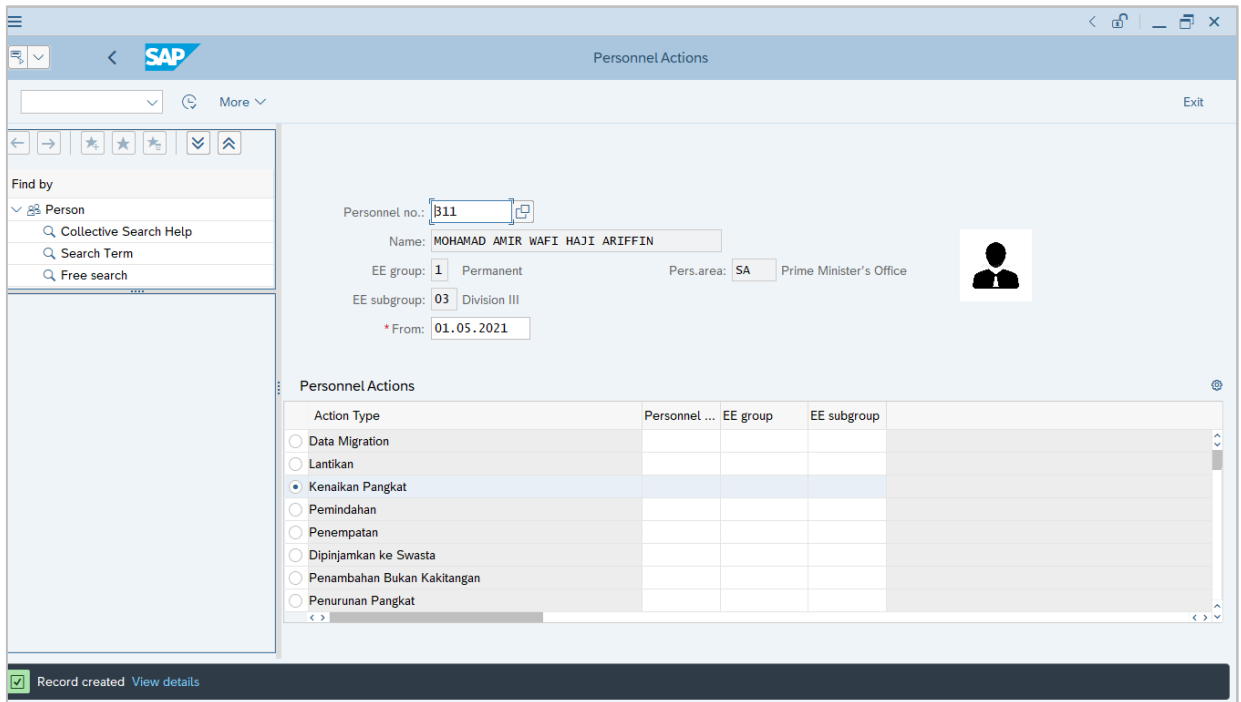 SAP
Personnel Actions
More
Exit
Find by
Person
Collective Search Help
Search Term
Free search
Personnel no.: 311
Name: MOHAMAD AMIR WAFI HAJI ARIFFIN
EE group: 1 Permanent Pers.area: SA Prime Minister's Office
EE subgroup: 03 Division III
* From: 01.05.2021
Personnel Actions
Action Type Personnel ... EE group EE subgroup
Data Migration
Lantikan
Kenaikan Pangkat
Pemindahan
Penempatan
Dipinjamkan ke Swasta
Penambahan Bukan Kakitangan
Penurunan Pangkat
Record created View details